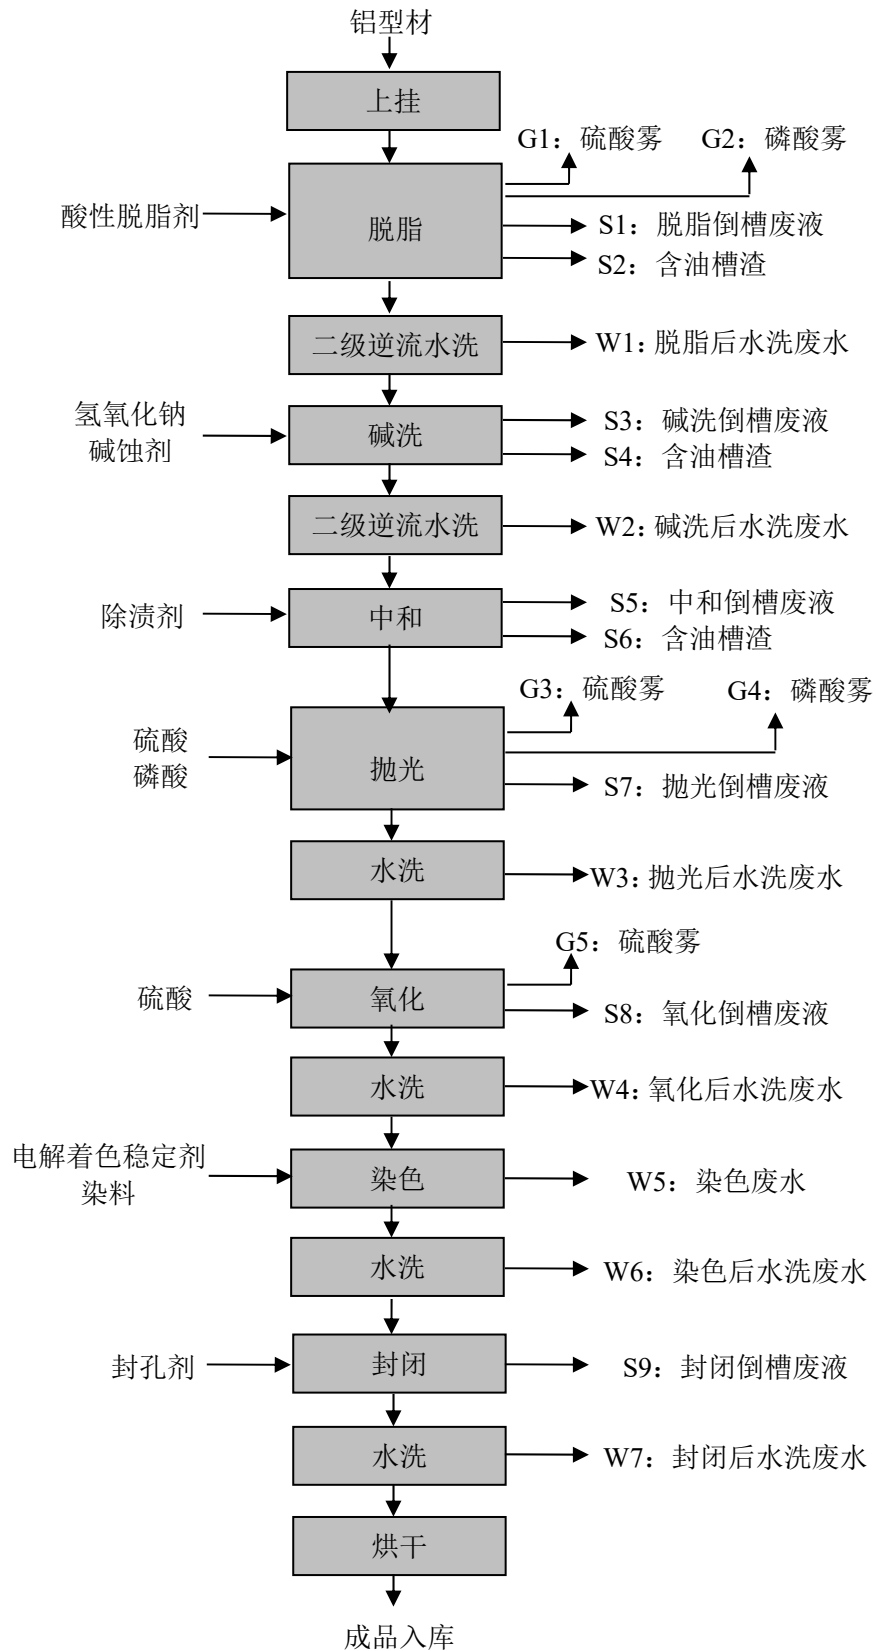 铝型材
上挂
G1：硫酸雾
G2：磷酸雾
酸性脱脂剂
脱脂
S1：脱脂倒槽废液
S2：含油槽渣
二级逆流水洗
W1：脱脂后水洗废水
氢氧化钠
碱蚀剂
碱洗
S3：碱洗倒槽废液
S4：含油槽渣
二级逆流水洗
W2：碱洗后水洗废水
除渍剂
中和
S5：中和倒槽废液
S6：含油槽渣
G3：硫酸雾
G4：磷酸雾
硫酸
磷酸
抛光
S7：抛光倒槽废液
水洗
W3：抛光后水洗废水
G5：硫酸雾
硫酸
氧化
S8：氧化倒槽废液
水洗
W4：氧化后水洗废水
电解着色稳定剂
染料
染色
W5：染色废水
水洗
W6：染色后水洗废水
封孔剂
封闭
S9：封闭倒槽废液
水洗
W7：封闭后水洗废水
烘干
成品入库